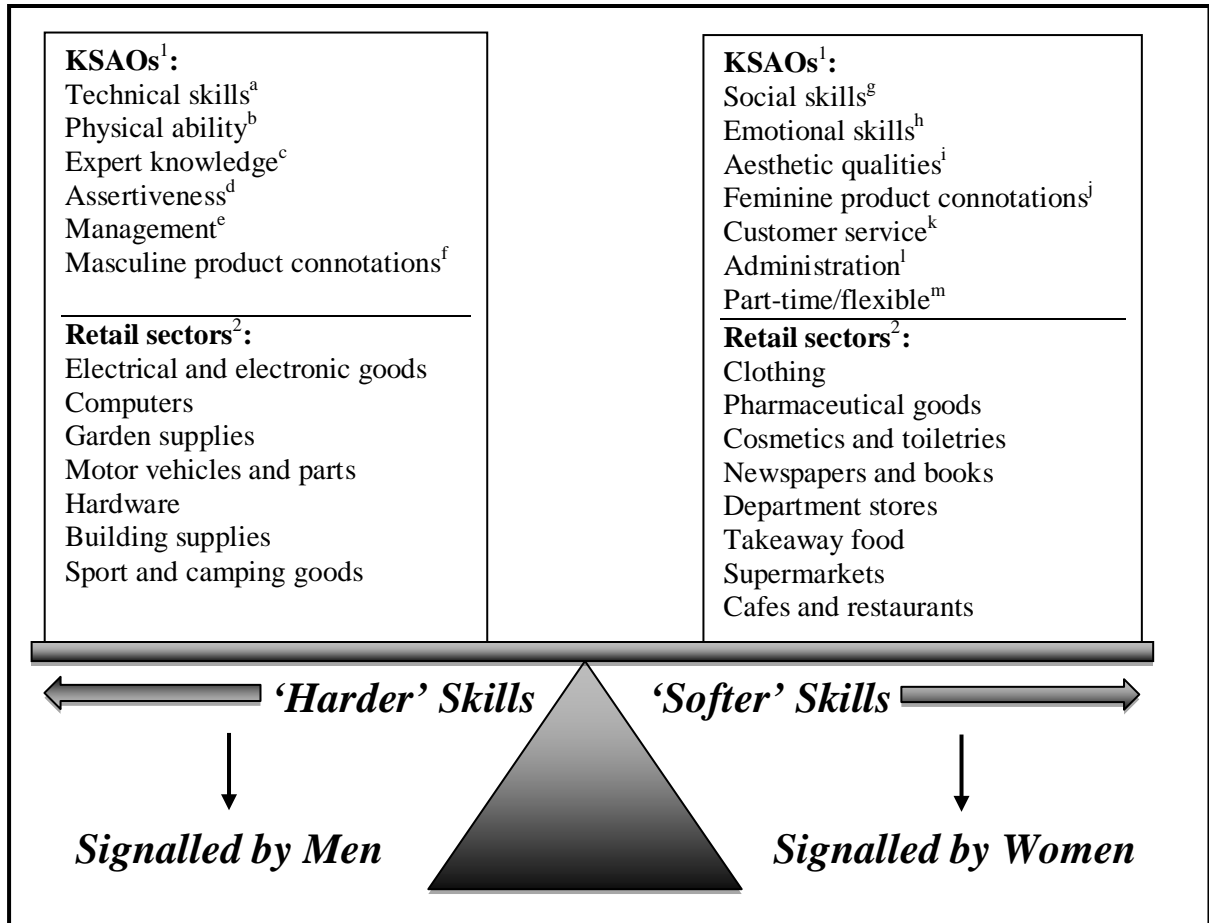 KSAOs¹:
Technical skillsᵃ
Physical abilityᵇ
Expert knowledgeᶜ
Assertivenessᵈ
Managementᵉ
Masculine product connotationsᶠ
Retail sectors²:
Electrical and electronic goods
Computers
Garden supplies
Motor vehicles and parts
Hardware
Building supplies
Sport and camping goods
KSAOs¹:
Social skillsᵍ
Emotional skillsʰ
Aesthetic qualitiesⁱ
Feminine product connotationsʲ
Customer serviceᵏ
Administrationˡ
Part-time/flexibleᵐ
Retail sectors²:
Clothing
Pharmaceutical goods
Cosmetics and toiletries
Newspapers and books
Department stores
Takeaway food
Supermarkets
Cafes and restaurants
‘Harder’ Skills
‘Softer’ Skills
Signalled by Men
Signalled by Women